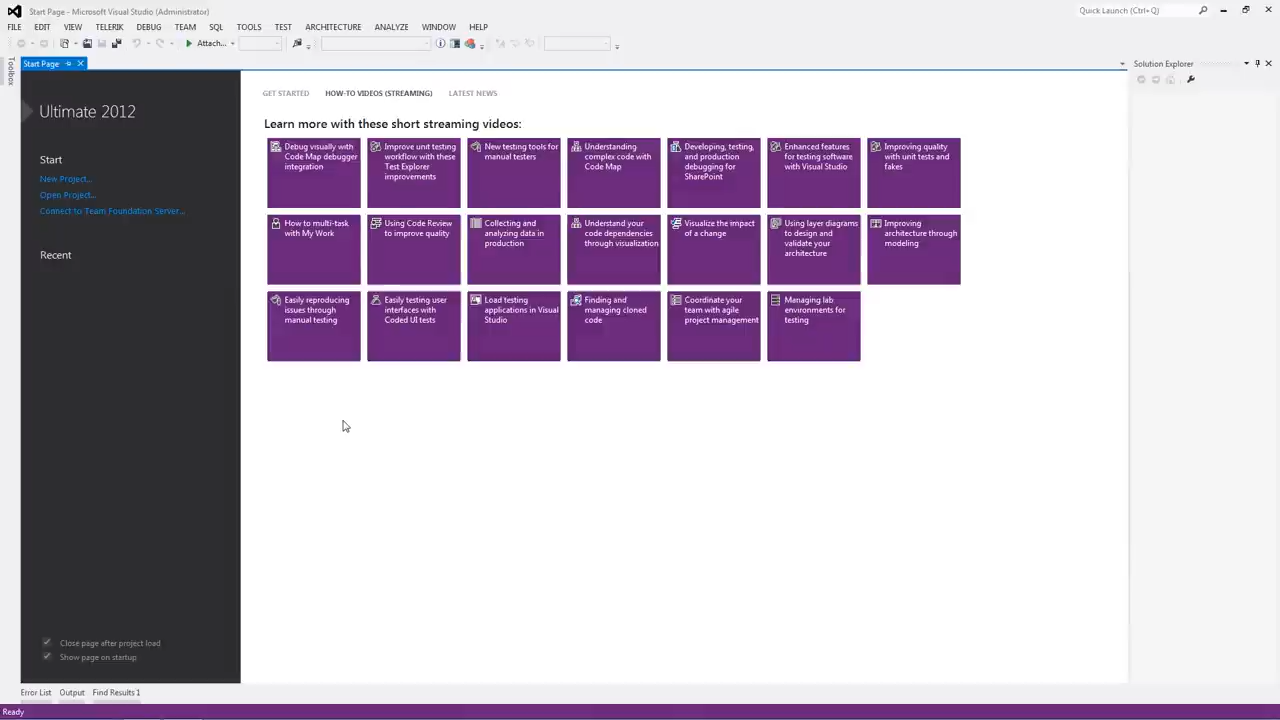 Start Page - Microsoft Visual Studio (Administrator)
Quick Launch (Ctrl+Q)
FILE EDIT VIEW TELERIK DEBUG TEAM SQL TOOLS TEST ARCHITECTURE ANALYZE WINDOW HELP
Attach...
Toolbox
Start Page
Solution Explorer
Ultimate 2012
Start
New Project...
Open Project...
Connect to Team Foundation Server...
Recent
GET STARTED HOW-TO VIDEOS (STREAMING) LATEST NEWS
Learn more with these short streaming videos:
Debug visually with
Code Map debugger
integration
Improve unit testing
workflow with these
Test Explorer
improvements
New testing tools for
manual testers
Understanding
complex code with
Code Map
Developing, testing,
and production
debugging for
SharePoint
Enhanced features
for testing software
with Visual Studio
Improving quality
with unit tests and
fakes
How to multi-task
with My Work
Using Code Review
to improve quality
Collecting and
analyzing data in
production
Understand your
code dependencies
through visualization
Visualize the impact
of a change
Using layer diagrams
to design and
validate your
architecture
Improving
architecture through
modeling
Easily reproducing
issues through
manual testing
Easily testing user
interfaces with
Coded UI tests
Load testing
applications in Visual
Studio
Finding and
managing cloned
code
Coordinate your
team with agile
project management
Managing lab
environments for
testing
Close page after project load
Show page on startup
Error List Output Find Results 1
Ready